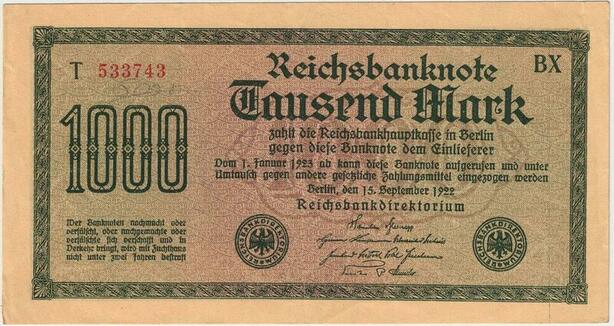 T 533743
BX
Reichsbanknote
Tausend Mark
1000
zahlt die Reichsbankhauptkasse in Berlin
gegen diese Banknote dem Einlieferer
Vom 1. Januar 1923 ab kann diese Banknote aufgerufen und unter
Umtausch gegen andere gesetzliche Zahlungsmittel eingezogen werden
Berlin, den 15. September 1922
Reichsbankdirektorium
Wer Banknoten nachmacht oder
verfälscht, oder nachgemachte oder
verfälschte sich verschafft und in
Verkehr bringt, wird mit Zuchthaus
nicht unter zwei Jahren bestraft